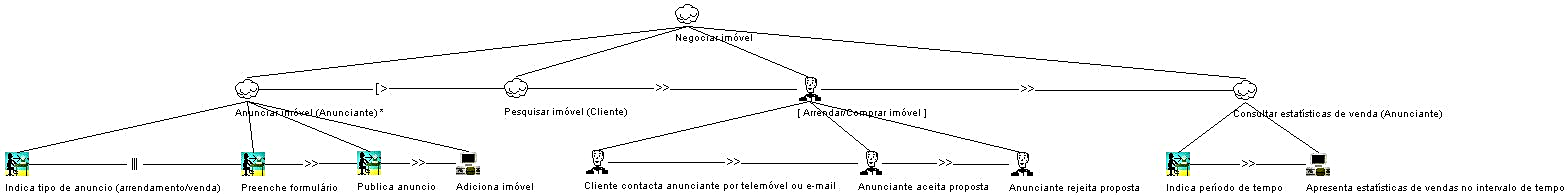 Negociar imóvel
[>
>>
>>
Anunciar imóvel (Anunciante) *
Pesquisar imóvel (Cliente)
[ Arrendar/Comprar imóvel ]
Consultar estatísticas de venda (Anunciante)
|||
>>
>>
>>
>>
>>
Indica tipo de anuncio (arrendamento/venda)
Preenche formulário
Publica anuncio
Adiciona imóvel
Cliente contacta anunciante por telemóvel ou e-mail
Anunciante aceita proposta
Anunciante rejeita proposta
Indica período de tempo
Apresenta estatísticas de vendas no intervalo de tempo